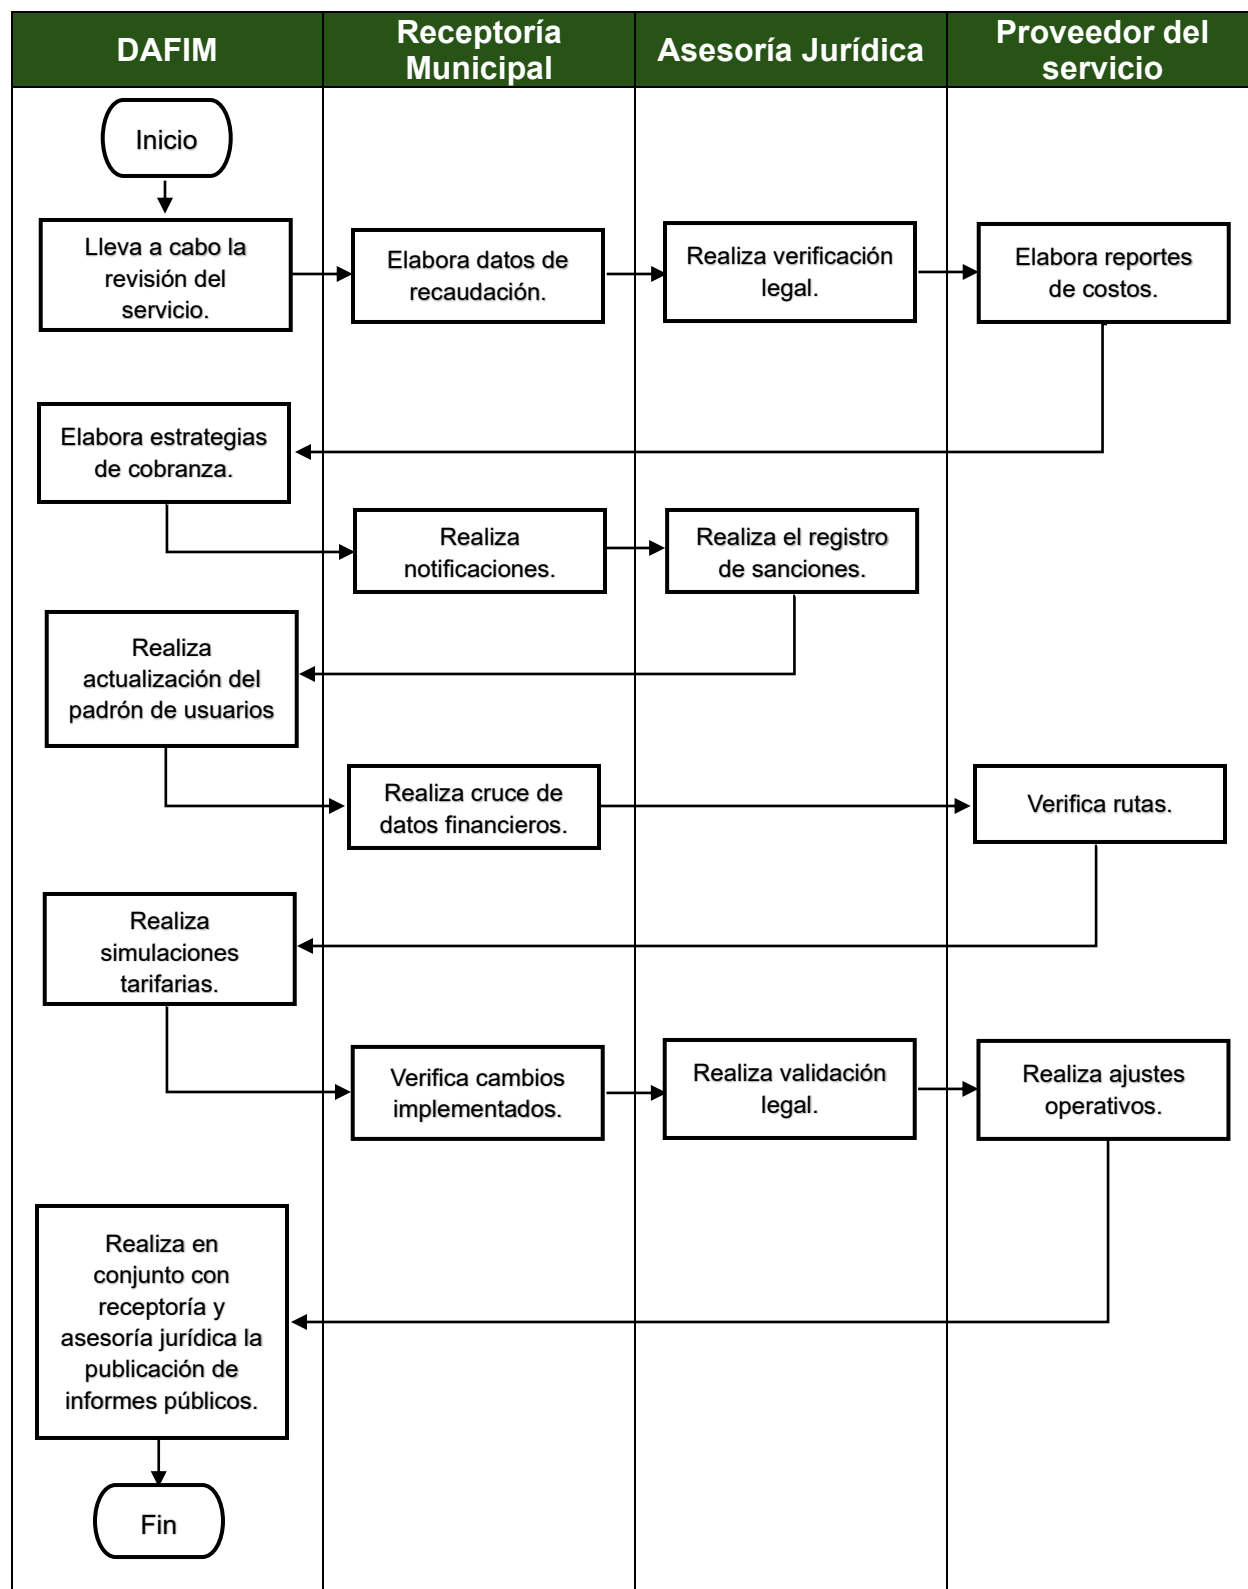 DAFIM
Receptoría
Municipal
Asesoría Jurídica
Proveedor del
servicio
Inicio
Lleva a cabo la
revisión del
servicio.
Elabora datos de
recaudación.
Realiza verificación
legal.
Elabora reportes
de costos.
Elabora estrategias
de cobranza.
Realiza
notificaciones.
Realiza el registro
de sanciones.
Realiza
actualización del
padrón de usuarios
Realiza cruce de
datos financieros.
Verifica rutas.
Realiza
simulaciones
tarifarias.
Verifica cambios
implementados.
Realiza validación
legal.
Realiza ajustes
operativos.
Realiza en
conjunto con
receptoría y
asesoría jurídica la
publicación de
informes públicos.
Fin